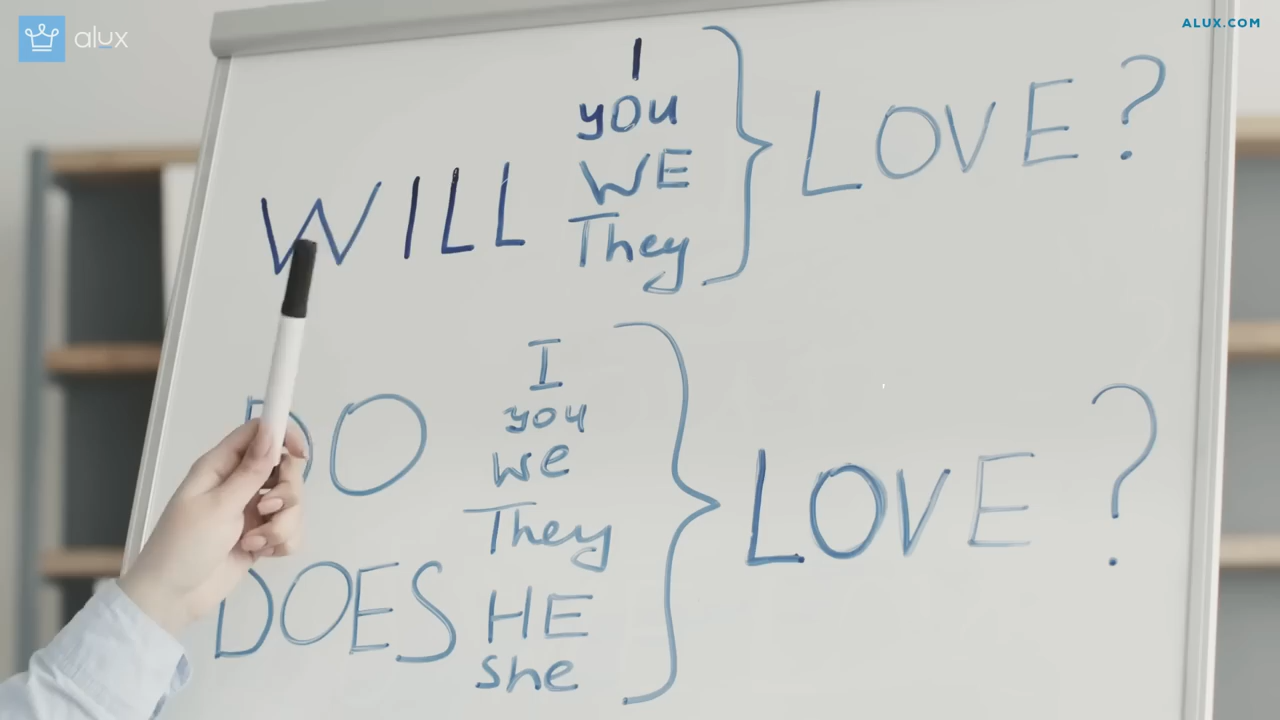 alux
ALUX.COM
I
you
WE
They
WILL
LOVE?
I
you
we
They
DO
LOVE?
DOES HE
she